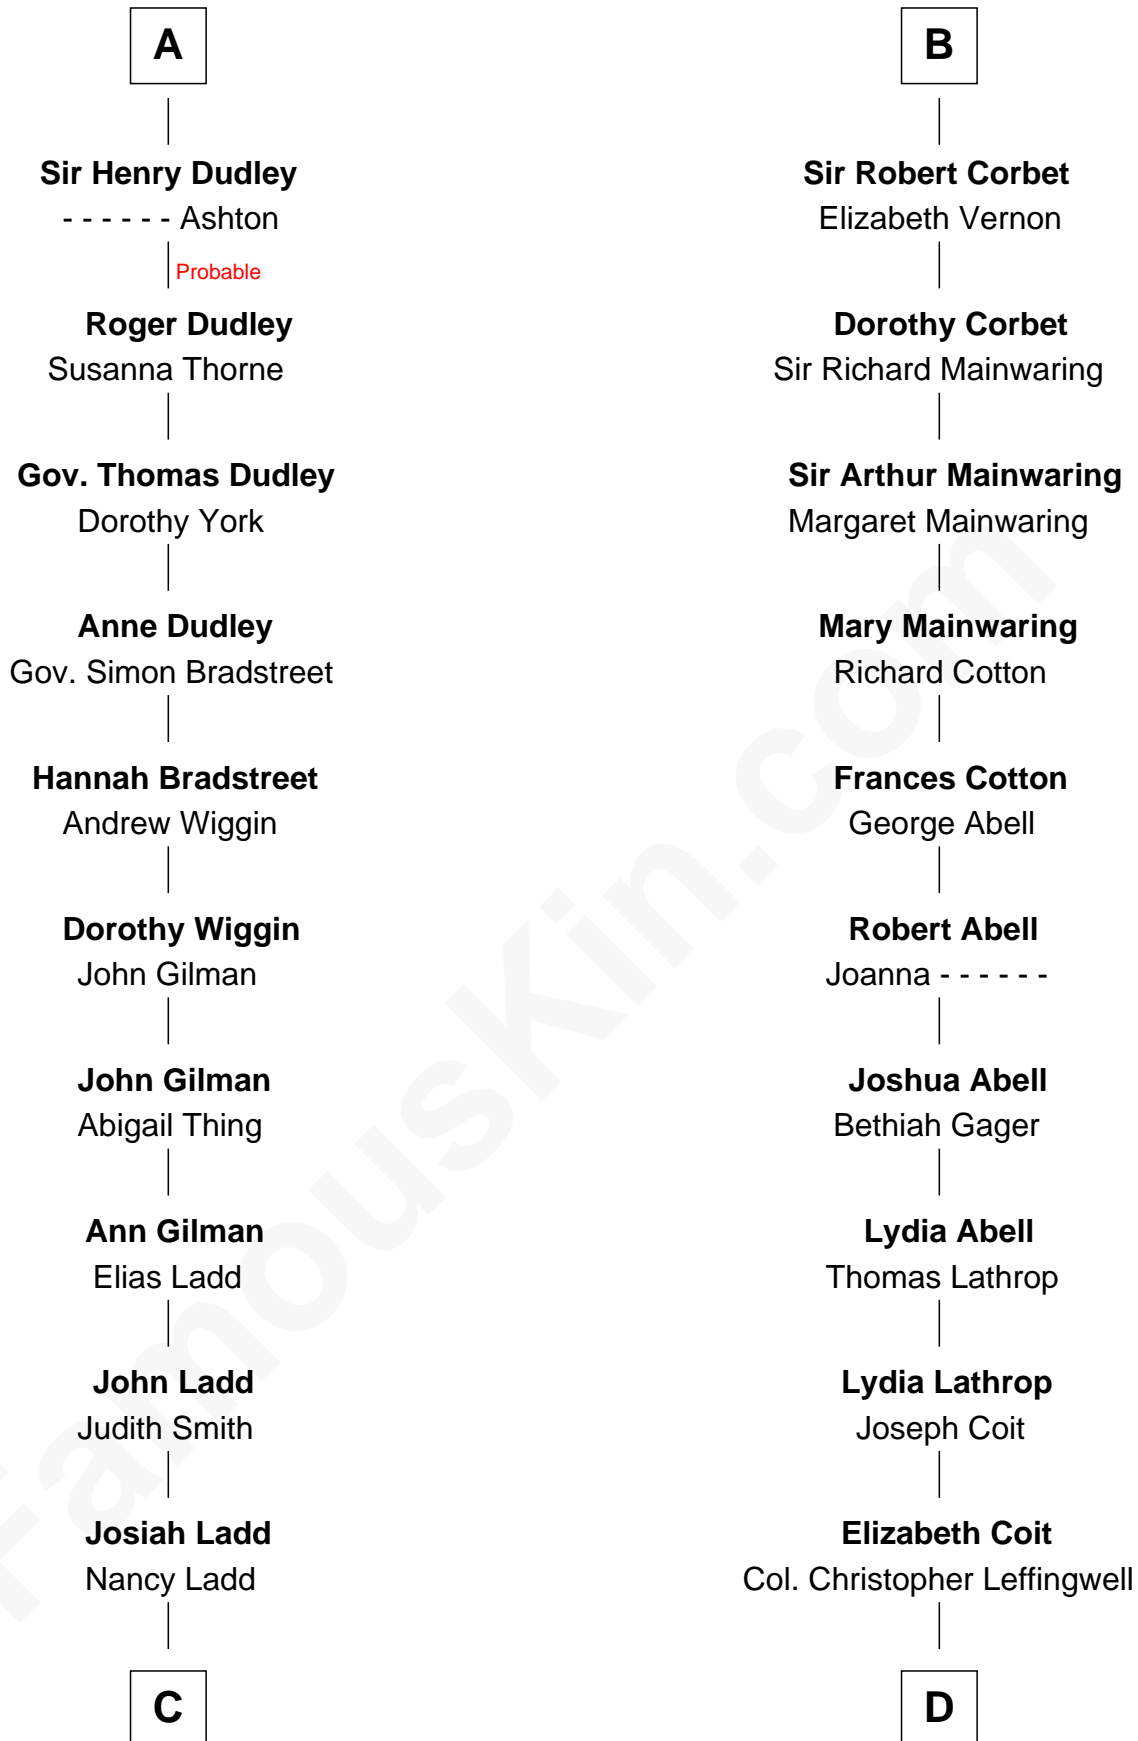 A
Sir Henry Dudley
- - - - - - Ashton
Probable
Roger Dudley
Susanna Thorne
Gov. Thomas Dudley
Dorothy York
Anne Dudley
Gov. Simon Bradstreet
Hannah Bradstreet
Andrew Wiggin
Dorothy Wiggin
John Gilman
John Gilman
Abigail Thing
Ann Gilman
Elias Ladd
John Ladd
Judith Smith
Josiah Ladd
Nancy Ladd
C
B
Sir Robert Corbet
Elizabeth Vernon
Dorothy Corbet
Sir Richard Mainwaring
Sir Arthur Mainwaring
Margaret Mainwaring
Mary Mainwaring
Richard Cotton
Frances Cotton
George Abell
Robert Abell
Joanna - - - - - -
Joshua Abell
Bethiah Gager
Lydia Abell
Thomas Lathrop
Lydia Lathrop
Joseph Coit
Elizabeth Coit
Col. Christopher Leffingwell
D
FamousKin.com